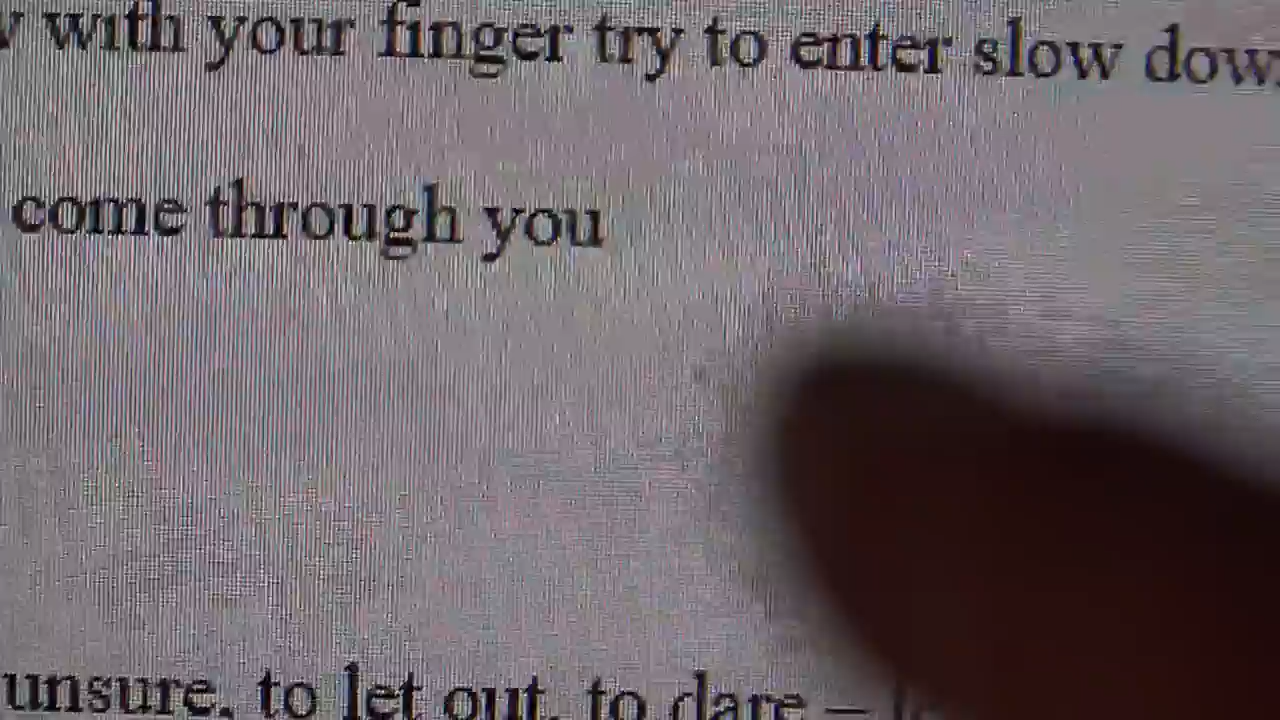 with your finger try to enter slow
come through you
unsure, to let out, to dare –